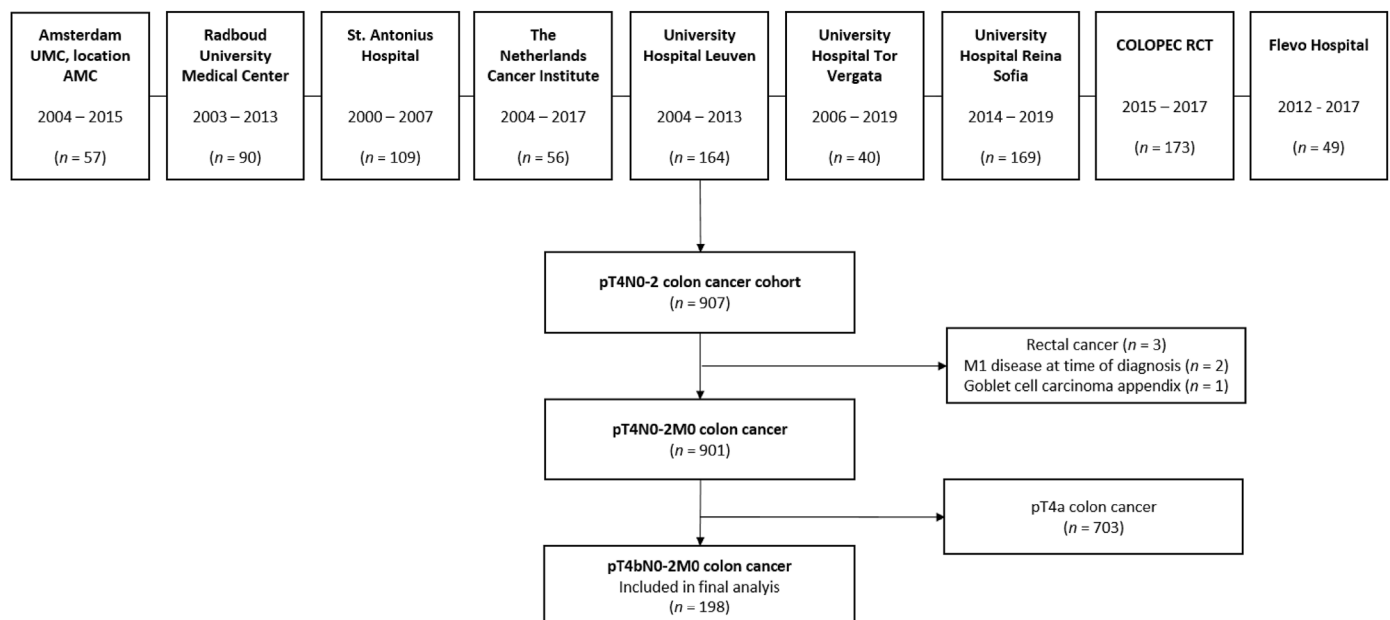 Amsterdam
UMC, location
AMC
2004 – 2015
(n = 57)
Radboud
University
Medical Center
2003 – 2013
(n = 90)
St. Antonius
Hospital
2000 – 2007
(n = 109)
The
Netherlands
Cancer Institute
2004 – 2017
(n = 56)
University
Hospital Leuven
2004 – 2013
(n = 164)
University
Hospital Tor
Vergata
2006 – 2019
(n = 40)
University
Hospital Reina
Sofia
2014 – 2019
(n = 169)
COLOPEC RCT
2015 – 2017
(n = 173)
Flevo Hospital
2012 - 2017
(n = 49)
pT4N0-2 colon cancer cohort
(n = 907)
Rectal cancer (n = 3)
M1 disease at time of diagnosis (n = 2)
Goblet cell carcinoma appendix (n = 1)
pT4N0-2M0 colon cancer
(n = 901)
pT4a colon cancer
(n = 703)
pT4bN0-2M0 colon cancer
Included in final analyis
(n = 198)